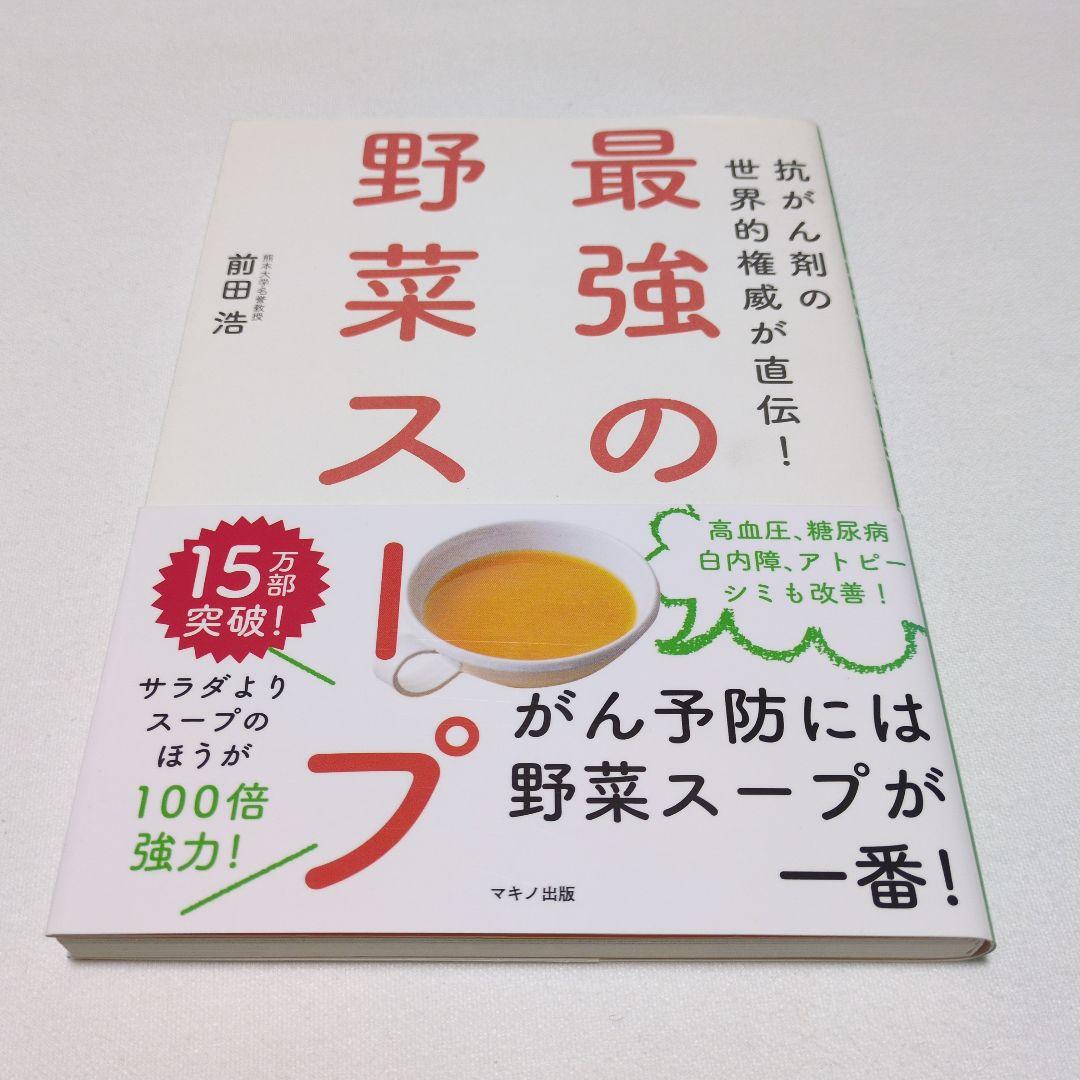 抗がん剤の
世界的権威が直伝！
最強の
野菜スープ
熊本大学名誉教授
前田浩
15万部
突破！
高血圧、糖尿病
白内障、アトピー
シミも改善！
サラダより
スープの
ほうが
100倍
強力！
がん予防には
野菜スープが
一番！
マキノ出版